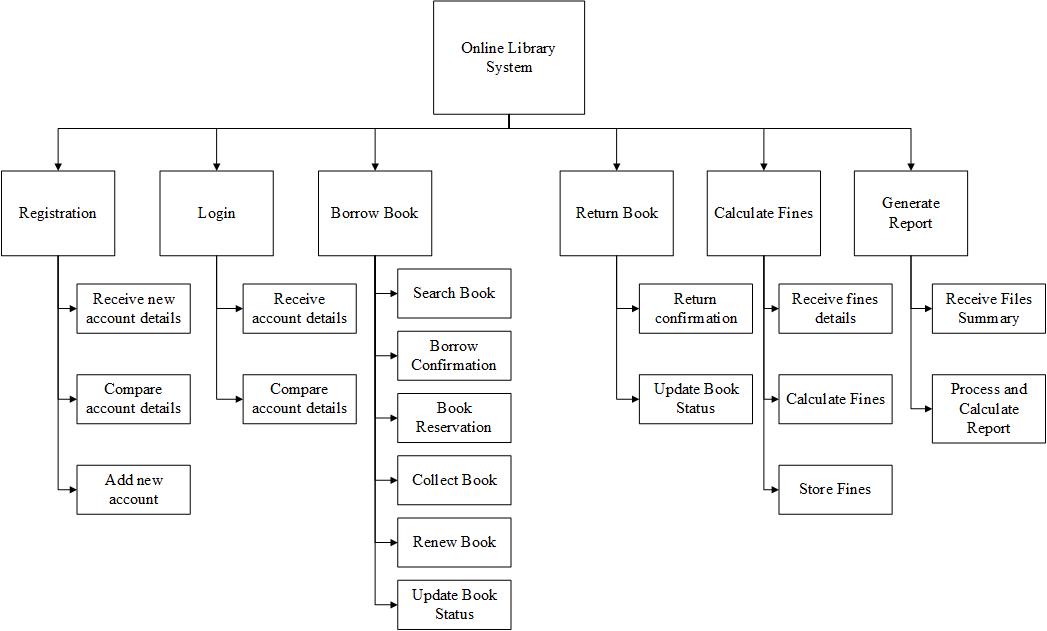 Online Library
System
Registration
Login
Borrow Book
Return Book
Calculate Fines
Generate
Report
Receive new
account details
Compare
account details
Add new
account
Receive
account details
Compare
account details
Search Book
Borrow
Confirmation
Book
Reservation
Collect Book
Renew Book
Update Book
Status
Return
confirmation
Update Book
Status
Receive fines
details
Calculate Fines
Store Fines
Receive Files
Summary
Process and
Calculate
Report